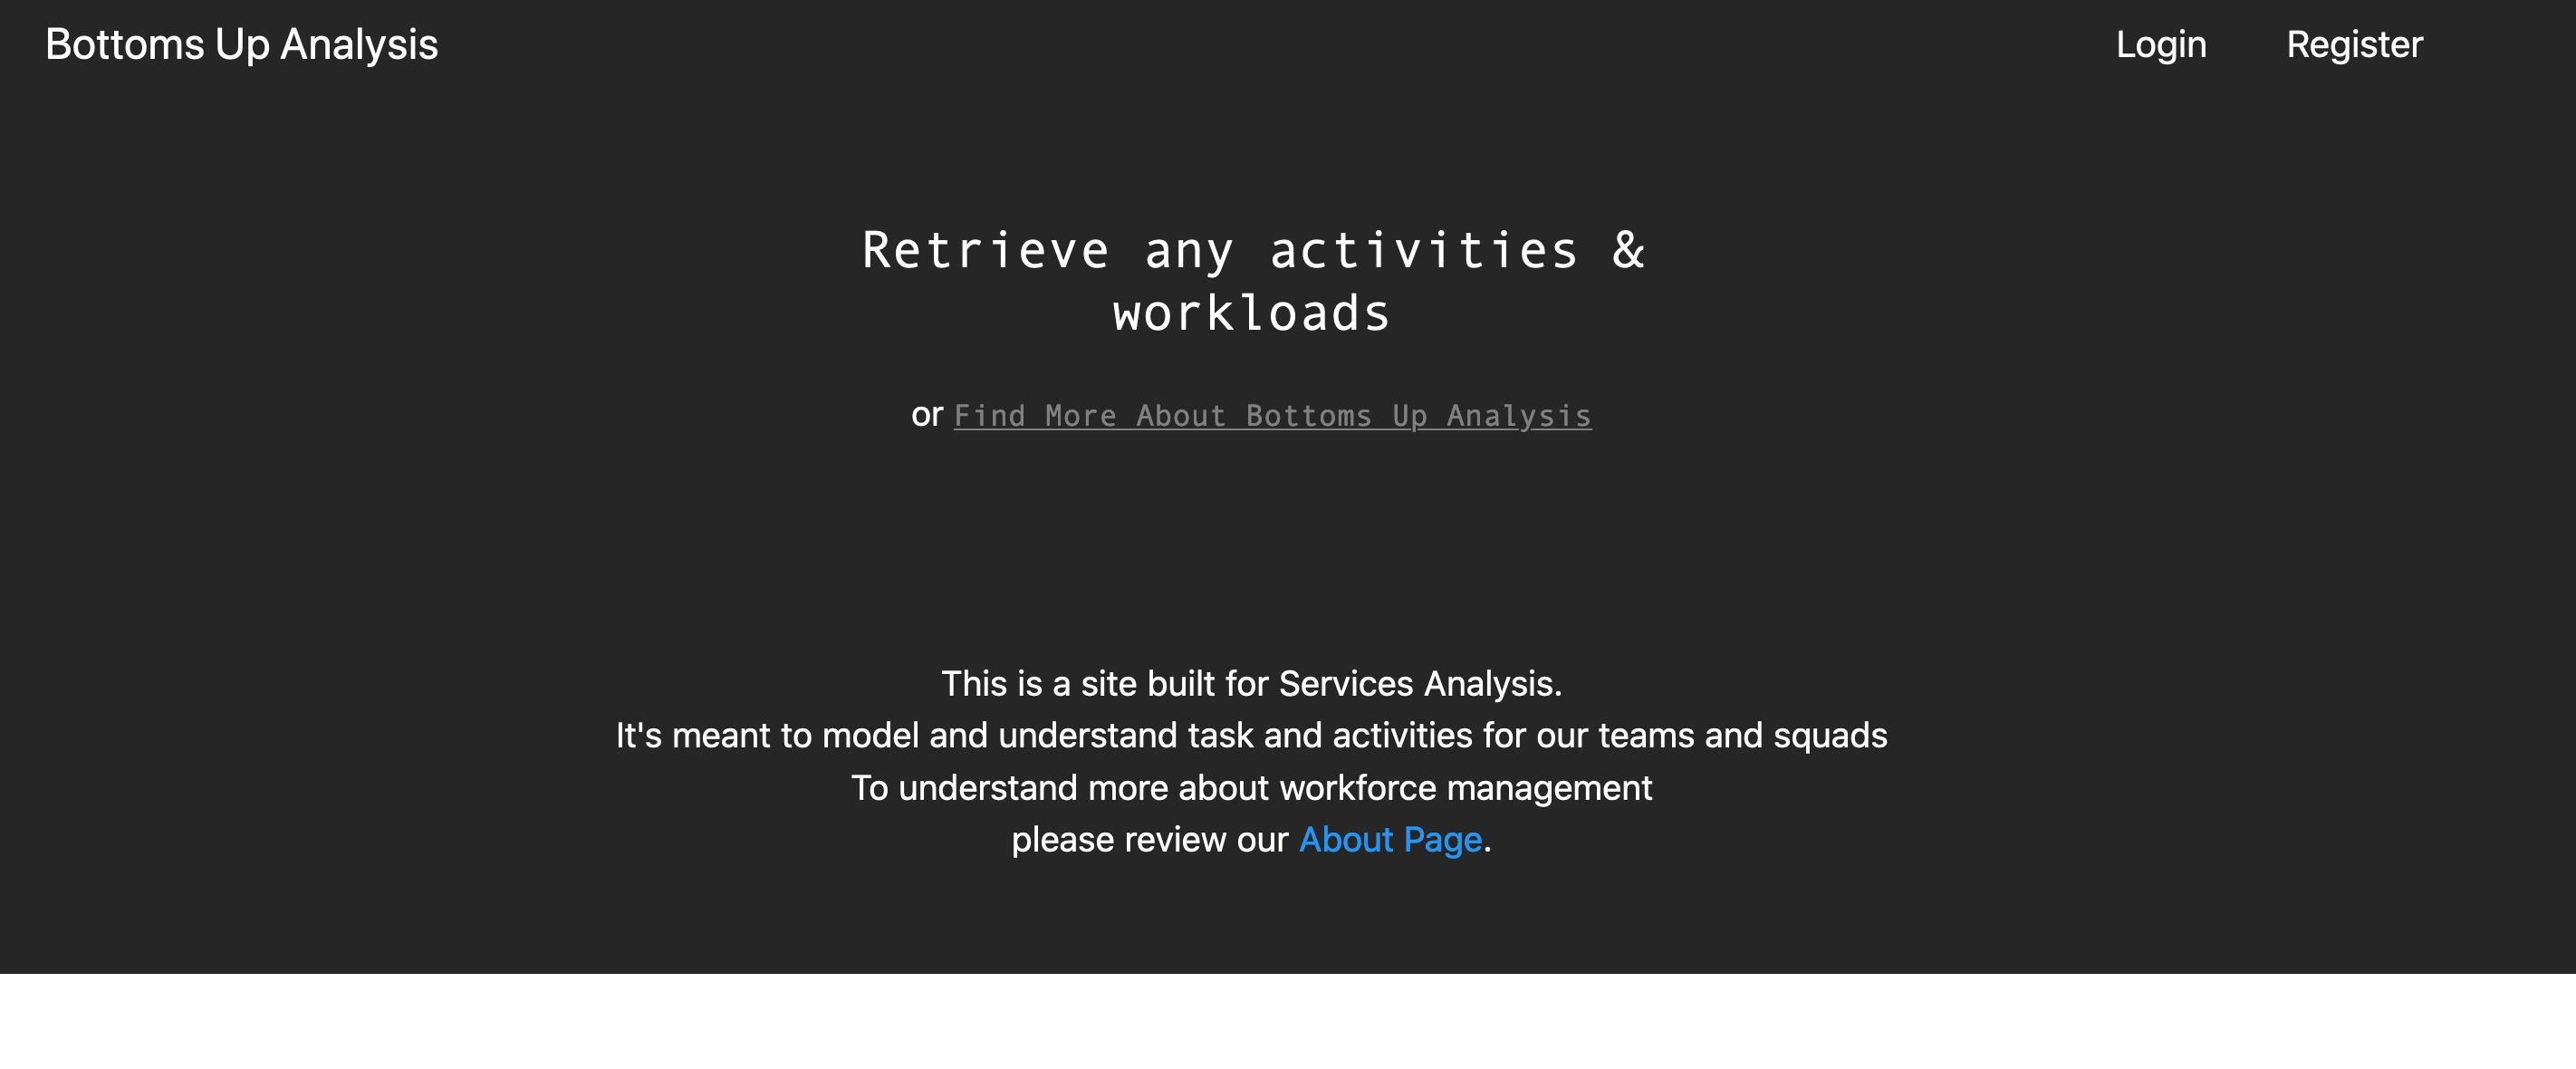 Bottoms Up Analysis
Login
Register
Retrieve any activities &
workloads
or Find More About Bottoms Up Analysis
This is a site built for Services Analysis.
It's meant to model and understand task and activities for our teams and squads
To understand more about workforce management
please review our About Page.